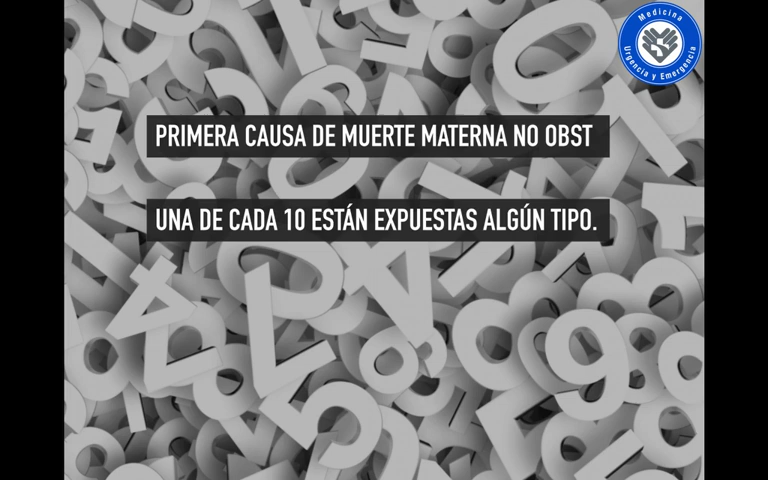 Medicina
Urgencia y Emergencia
PRIMERA CAUSA DE MUERTE MATERNA NO OBST
UNA DE CADA 10 ESTÁN EXPUESTAS ALGÚN TIPO.